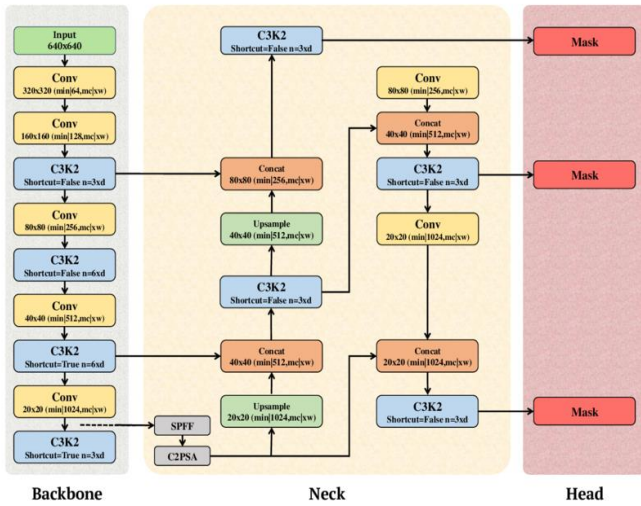 Input
640x640
Conv
320x320 (min|64,mc|xw)
Conv
160x160 (min|128,mc|xw)
C3K2
Shortcut=False n=3xd
Conv
80x80 (min|256,mc|xw)
C3K2
Shortcut=False n=6xd
Conv
40x40 (min|512,mc|xw)
C3K2
Shortcut=True n=6xd
Conv
20x20 (min|1024,mc|xw)
C3K2
Shortcut=True n=3xd
Backbone
SPFF
C2PSA
C3K2
Shortcut=False n=3xd
Concat
80x80 (min|256,mc|xw)
Upsample
40x40 (min|512,mc|xw)
C3K2
Shortcut=False n=3xd
Concat
40x40 (min|512,mc|xw)
Upsample
20x20 (min|1024,mc|xw)
Conv
80x80 (min|256,mc|xw)
Concat
40x40 (min|512,mc|xw)
C3K2
Shortcut=False n=3xd
Conv
20x20 (min|1024,mc|xw)
Concat
20x20 (min|1024,mc|xw)
C3K2
Shortcut=False n=3xd
Neck
Mask
Mask
Mask
Head